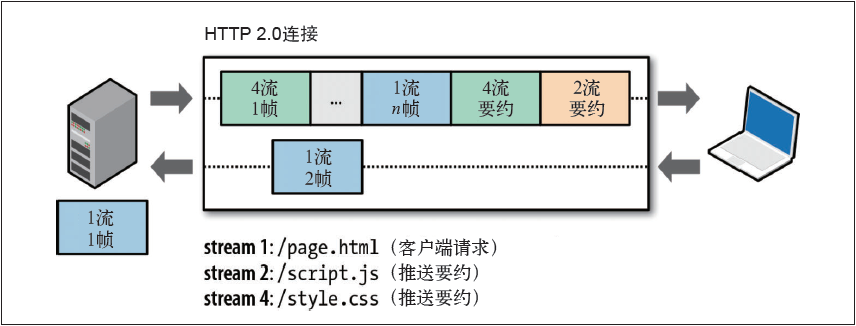 HTTP 2.0连接
4流
1帧
...
1流
n帧
4流
要约
2流
要约
1流
2帧
1流
1帧
stream 1: /page.html（客户端请求）
stream 2: /script.js（推送要约）
stream 4: /style.css（推送要约）